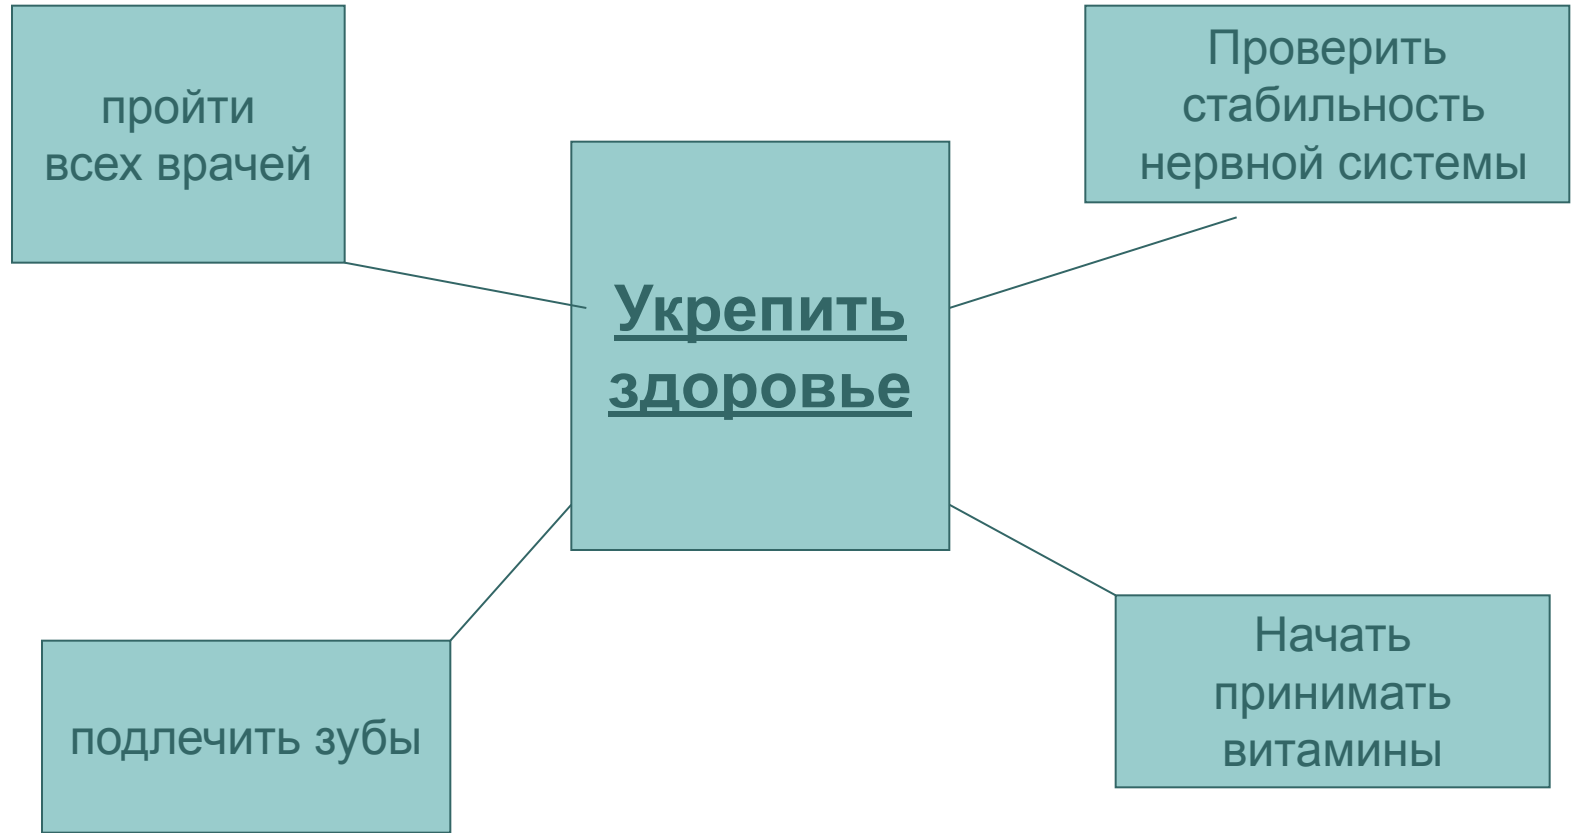 пройти
всех врачей
Проверить
стабильность
нервной системы
Укрепить
здоровье
подлечить зубы
Начать
принимать
витамины